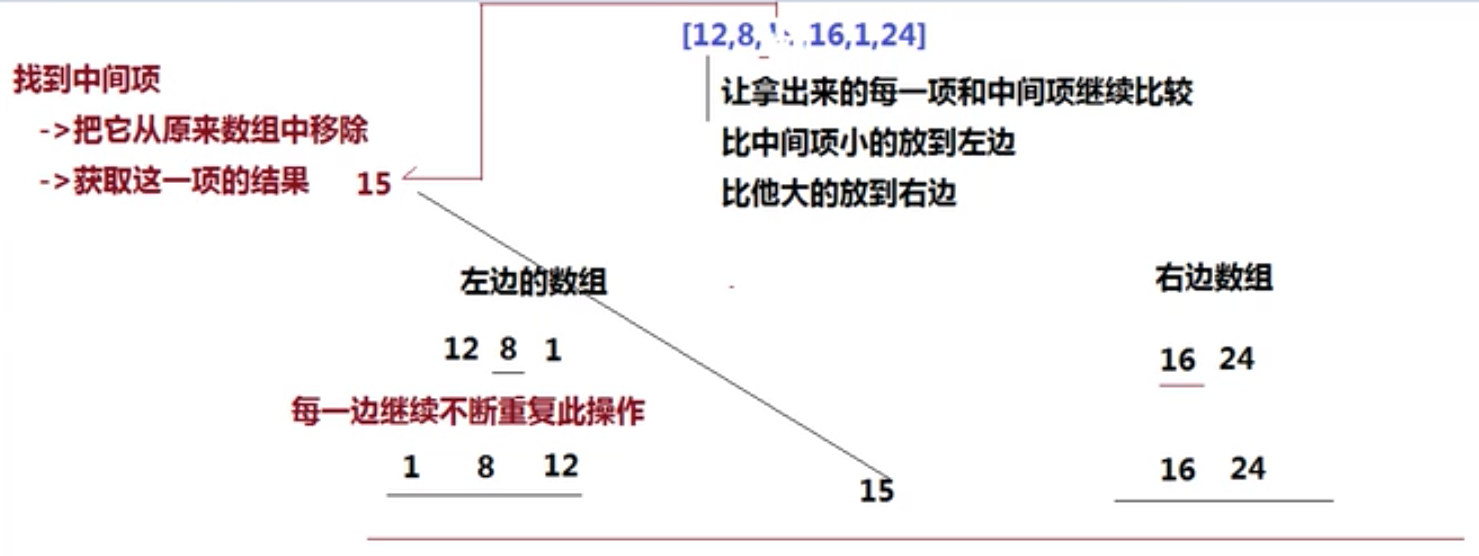 [12,8, 16,1,24]
找到中间项
->把它从原来数组中移除
->获取这一项的结果 15
让拿出来的每一项和中间项继续比较
比中间项小的放到左边
比他大的放到右边
左边的数组
12 8 1
每一边继续不断重复此操作
1 8 12
15
右边数组
16 24
16 24